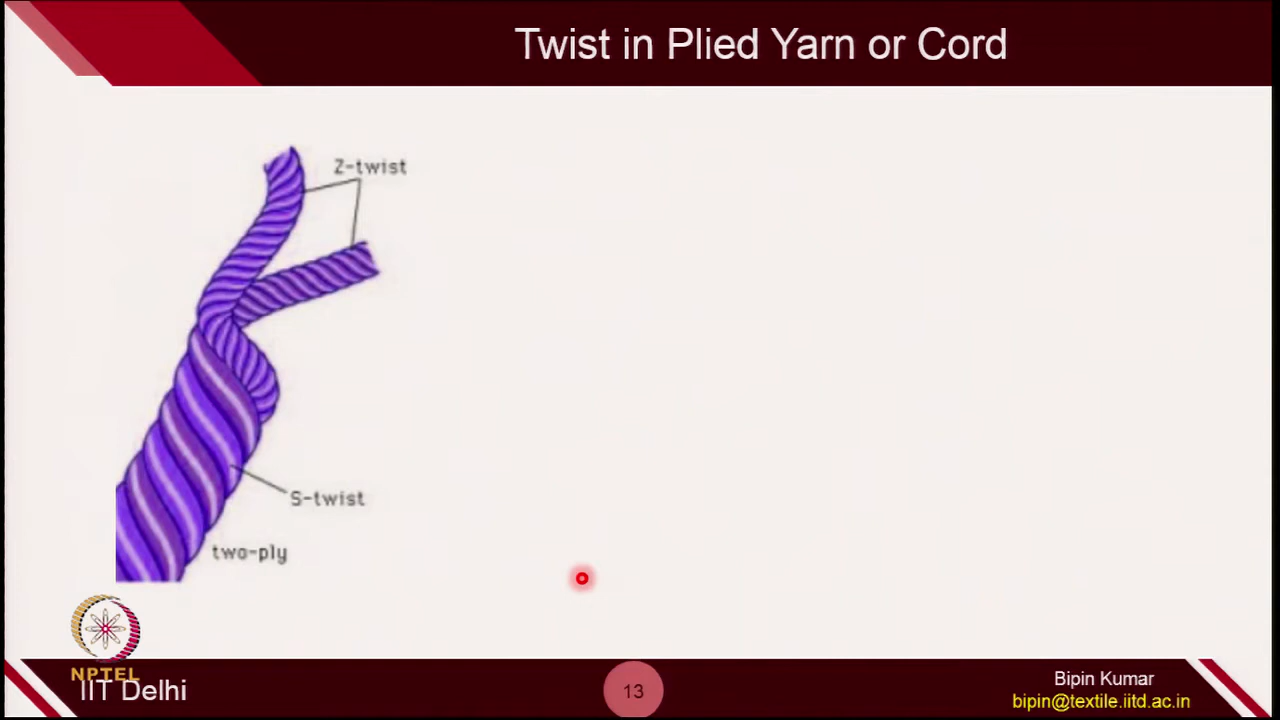 Twist in Plied Yarn or Cord
Z-twist
S-twist
two-ply
NPTEL
IIT Delhi
13
Bipin Kumar
bipin@textile.iitd.ac.in